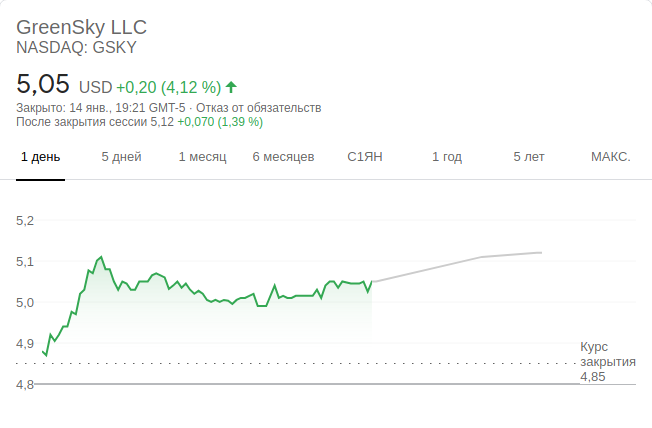 GreenSky LLC
NASDAQ: GSKY
5,05 USD +0,20 (4,12 %)
Закрыто: 14 янв., 19:21 GMT-5 · Отказ от обязательств
После закрытия сессии 5,12 +0,070 (1,39 %)
1 день 5 дней 1 месяц 6 месяцев С1ЯН 1 год 5 лет МАКС.
5,2
5,1
5,0
4,9
Курс
закрытия
4,85
4,8